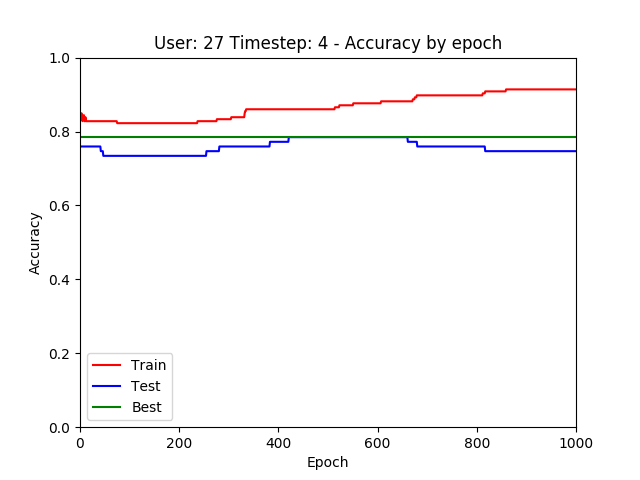 User: 27 Timestep: 4 - Accuracy by epoch
1.0
0.8
0.6
0.4
0.2
0.0
Accuracy
Train
Test
Best
0 200 400 600 800 1000
Epoch